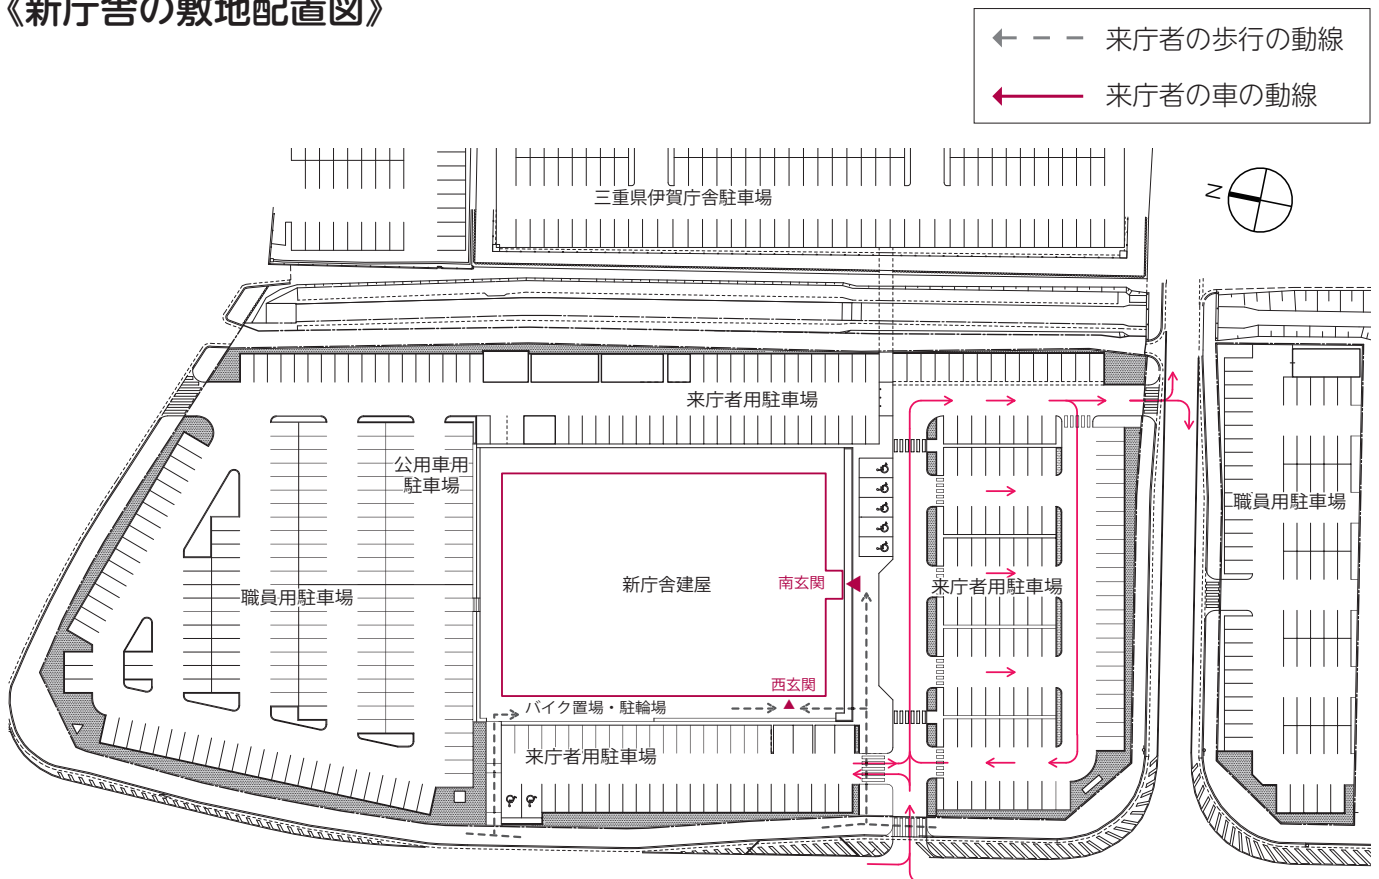 《新庁舎の敷地配置図》
来庁者の歩行の動線
来庁者の車の動線
三重県伊賀庁舎駐車場
N
来庁者用駐車場
公用車用
駐車場
職員用駐車場
新庁舎建屋
南玄関
来庁者用駐車場
職員用駐車場
西玄関
バイク置場・駐輪場
来庁者用駐車場